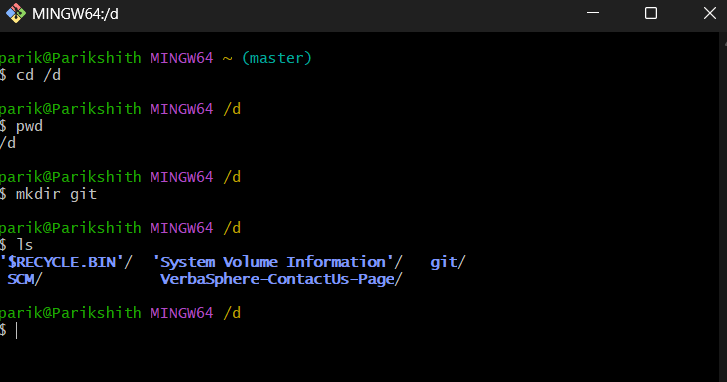 MINGW64:/d
parik@Parikshith MINGW64 ~ (master)
$ cd /d
parik@Parikshith MINGW64 /d
$ pwd
/d
parik@Parikshith MINGW64 /d
$ mkdir git
parik@Parikshith MINGW64 /d
$ ls
'$RECYCLE.BIN'/  'System Volume Information'/   git/
 SCM/             VerbaSphere-ContactUs-Page/
parik@Parikshith MINGW64 /d
$